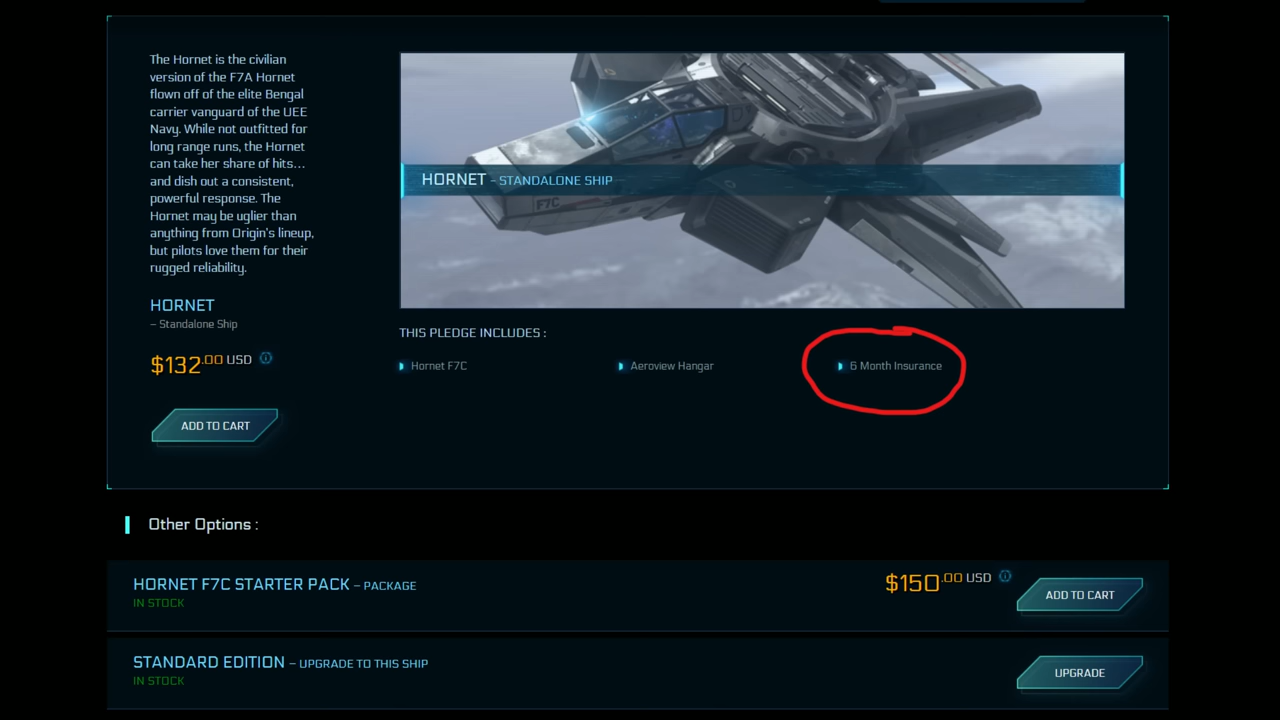 The Hornet is the civilian
version of the F7A Hornet
flown off of the elite Bengal
carrier vanguard of the UEE
Navy. While not outfitted for
long range runs, the Hornet
can take her share of hits...
and dish out a consistent,
powerful response. The
Hornet may be uglier than
anything from Origin's lineup,
but pilots love them for their
rugged reliability.
HORNET
– Standalone Ship
$132.00 USD
ADD TO CART
HORNET – STANDALONE SHIP
F7C
THIS PLEDGE INCLUDES :
Hornet F7C
Aeroview Hangar
6 Month Insurance
Other Options :
HORNET F7C STARTER PACK – PACKAGE
IN STOCK
$150.00 USD
ADD TO CART
STANDARD EDITION – UPGRADE TO THIS SHIP
IN STOCK
UPGRADE